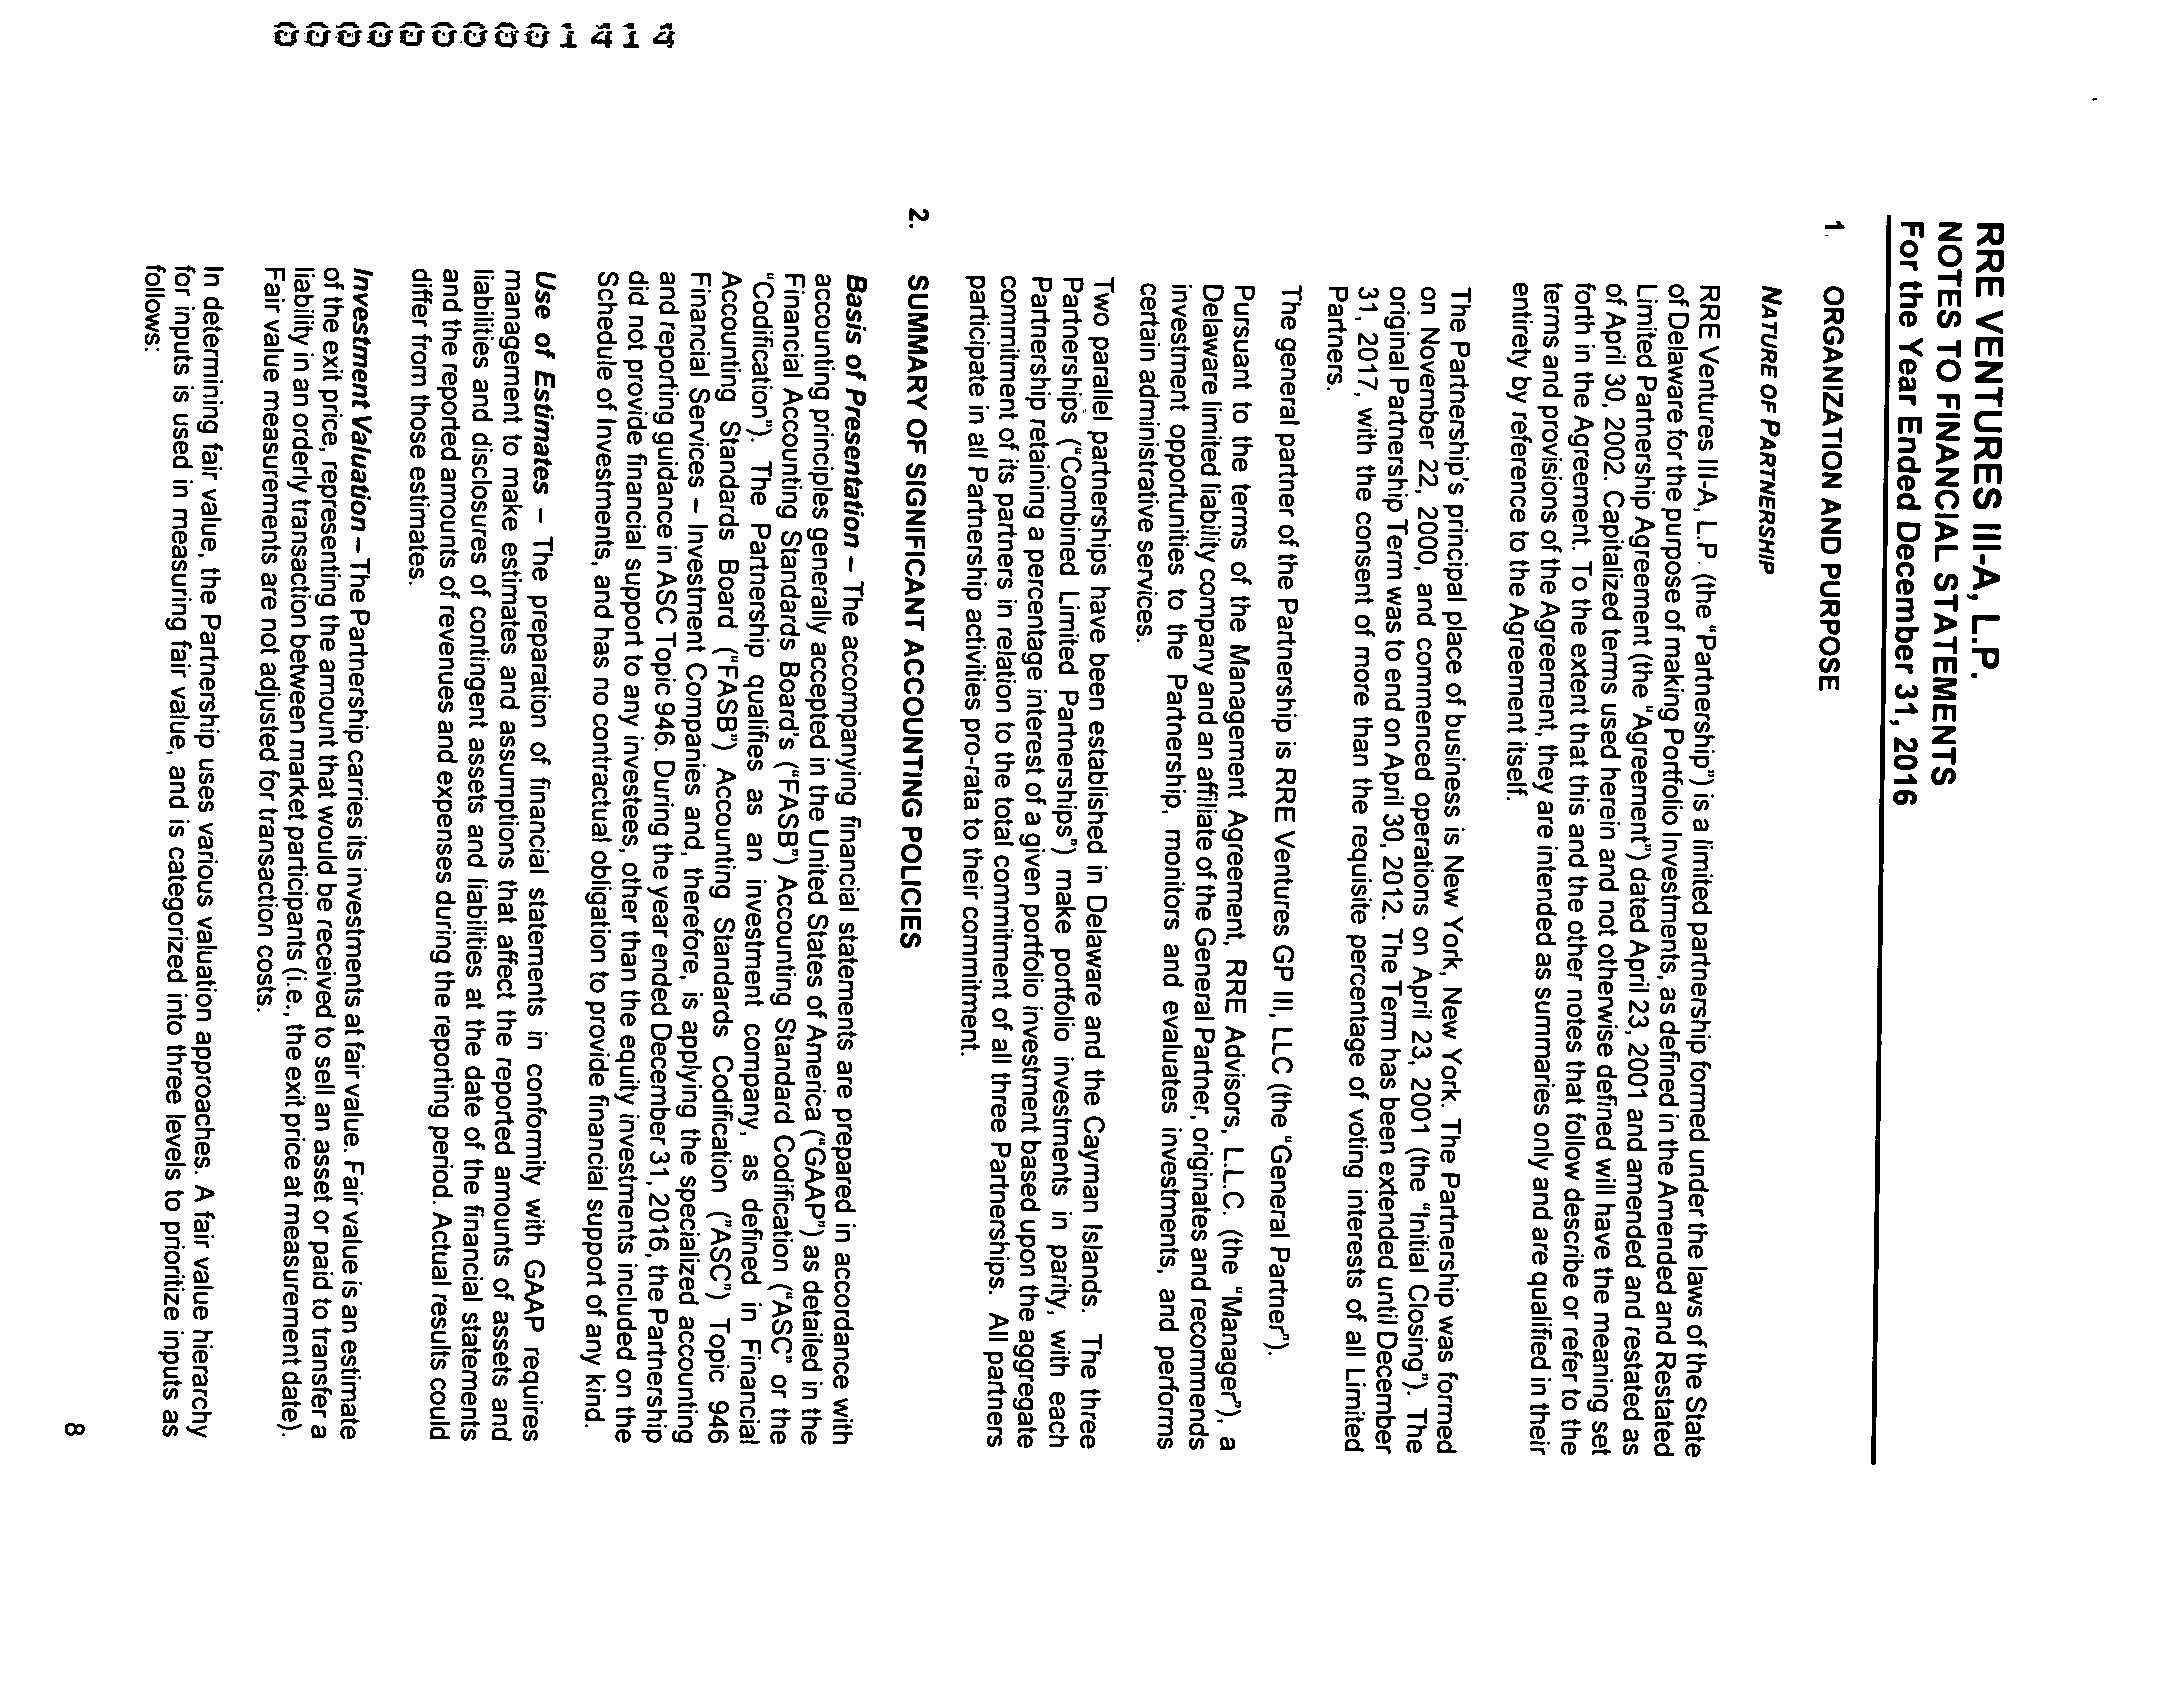 RRE VENTURES III-A, L.P.
NOTES TO FINANCIAL STATEMENTS
For the Year Ended December 31, 2016
1. ORGANIZATION AND PURPOSE
NATURE OF PARTNERSHIP
RRE Ventures III-A, L.P. (the "Partnership") is a limited partnership formed under the laws of the State
of Delaware for the purpose of making Portfolio Investments, as defined in the Amended and Restated
Limited Partnership Agreement (the "Agreement") dated April 23, 2001 and amended and restated as
of April 30, 2002. Capitalized terms used herein and not otherwise defined will have the meaning set
forth in the Agreement. To the extent that this and the other notes that follow describe or refer to the
terms and provisions of the Agreement, they are intended as summaries only and are qualified in their
entirety by reference to the Agreement itself.
The Partnership's principal place of business is New York, New York. The Partnership was formed
on November 22, 2000, and commenced operations on April 23, 2001 (the "Initial Closing"). The
original Partnership Term was to end on April 30, 2012. The Term has been extended until December
31, 2017, with the consent of more than the requisite percentage of voting interests of all Limited
Partners.
The general partner of the Partnership is RRE Ventures GP III, LLC (the "General Partner").
Pursuant to the terms of the Management Agreement, RRE Advisors, L.L.C. (the "Manager"), a
Delaware limited liability company and an affiliate of the General Partner, originates and recommends
investment opportunities to the Partnership, monitors and evaluates investments, and performs
certain administrative services.
Two parallel partnerships have been established in Delaware and the Cayman Islands. The three
Partnerships ("Combined Limited Partnerships") make portfolio investments in parity, with each
Partnership retaining a percentage interest of a given portfolio investment based upon the aggregate
commitment of its partners in relation to the total commitment of all three Partnerships. All partners
participate in all Partnership activities pro-rata to their commitment.
2. SUMMARY OF SIGNIFICANT ACCOUNTING POLICIES
Basis of Presentation – The accompanying financial statements are prepared in accordance with
accounting principles generally accepted in the United States of America ("GAAP") as detailed in the
Financial Accounting Standards Board's ("FASB") Accounting Standard Codification ("ASC" or the
"Codification"). The Partnership qualifies as an investment company, as defined in Financial
Accounting Standards Board ("FASB") Accounting Standards Codification ("ASC") Topic 946
Financial Services – Investment Companies and, therefore, is applying the specialized accounting
and reporting guidance in ASC Topic 946. During the year ended December 31, 2016, the Partnership
did not provide financial support to any investees, other than the equity investments included on the
Schedule of Investments, and has no contractual obligation to provide financial support of any kind.
Use of Estimates – The preparation of financial statements in conformity with GAAP requires
management to make estimates and assumptions that affect the reported amounts of assets and
liabilities and disclosures of contingent assets and liabilities at the date of the financial statements
and the reported amounts of revenues and expenses during the reporting period. Actual results could
differ from those estimates.
Investment Valuation – The Partnership carries its investments at fair value. Fair value is an estimate
of the exit price, representing the amount that would be received to sell an asset or paid to transfer a
liability in an orderly transaction between market participants (i.e., the exit price at measurement date).
Fair value measurements are not adjusted for transaction costs.
In determining fair value, the Partnership uses various valuation approaches. A fair value hierarchy
for inputs is used in measuring fair value, and is categorized into three levels to prioritize inputs as
follows:
8
0000000001414